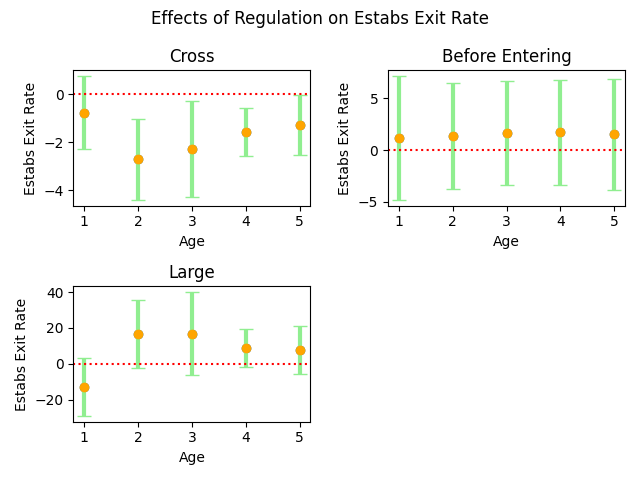 Effects of Regulation on Estabs Exit Rate
Cross
Estabs Exit Rate
0
−2
−4
1 2 3 4 5
Age
Before Entering
Estabs Exit Rate
5
0
−5
1 2 3 4 5
Age
Large
Estabs Exit Rate
40
20
0
−20
1 2 3 4 5
Age